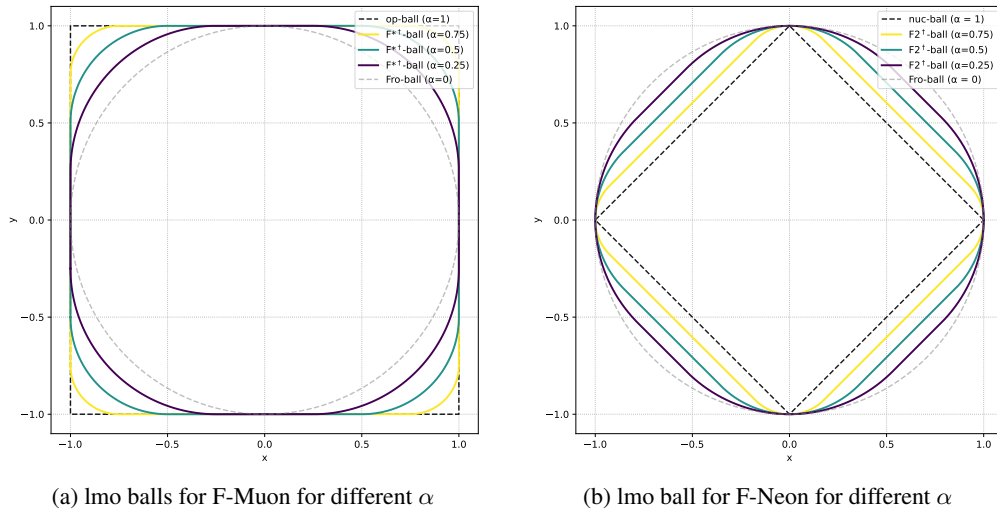 1.0
0.5
0.0
−0.5
−1.0
y
−1.0 −0.5 0.0 0.5 1.0
x
op-ball (α=1)
F*†-ball (α=0.75)
F*†-ball (α=0.5)
F*†-ball (α=0.25)
Fro-ball (α=0)
(a) lmo balls for F-Muon for different α
1.0
0.5
0.0
−0.5
−1.0
y
−1.0 −0.5 0.0 0.5 1.0
x
nuc-ball (α = 1)
F2†-ball (α=0.75)
F2†-ball (α=0.5)
F2†-ball (α=0.25)
Fro-ball (α = 0)
(b) lmo ball for F-Neon for different α